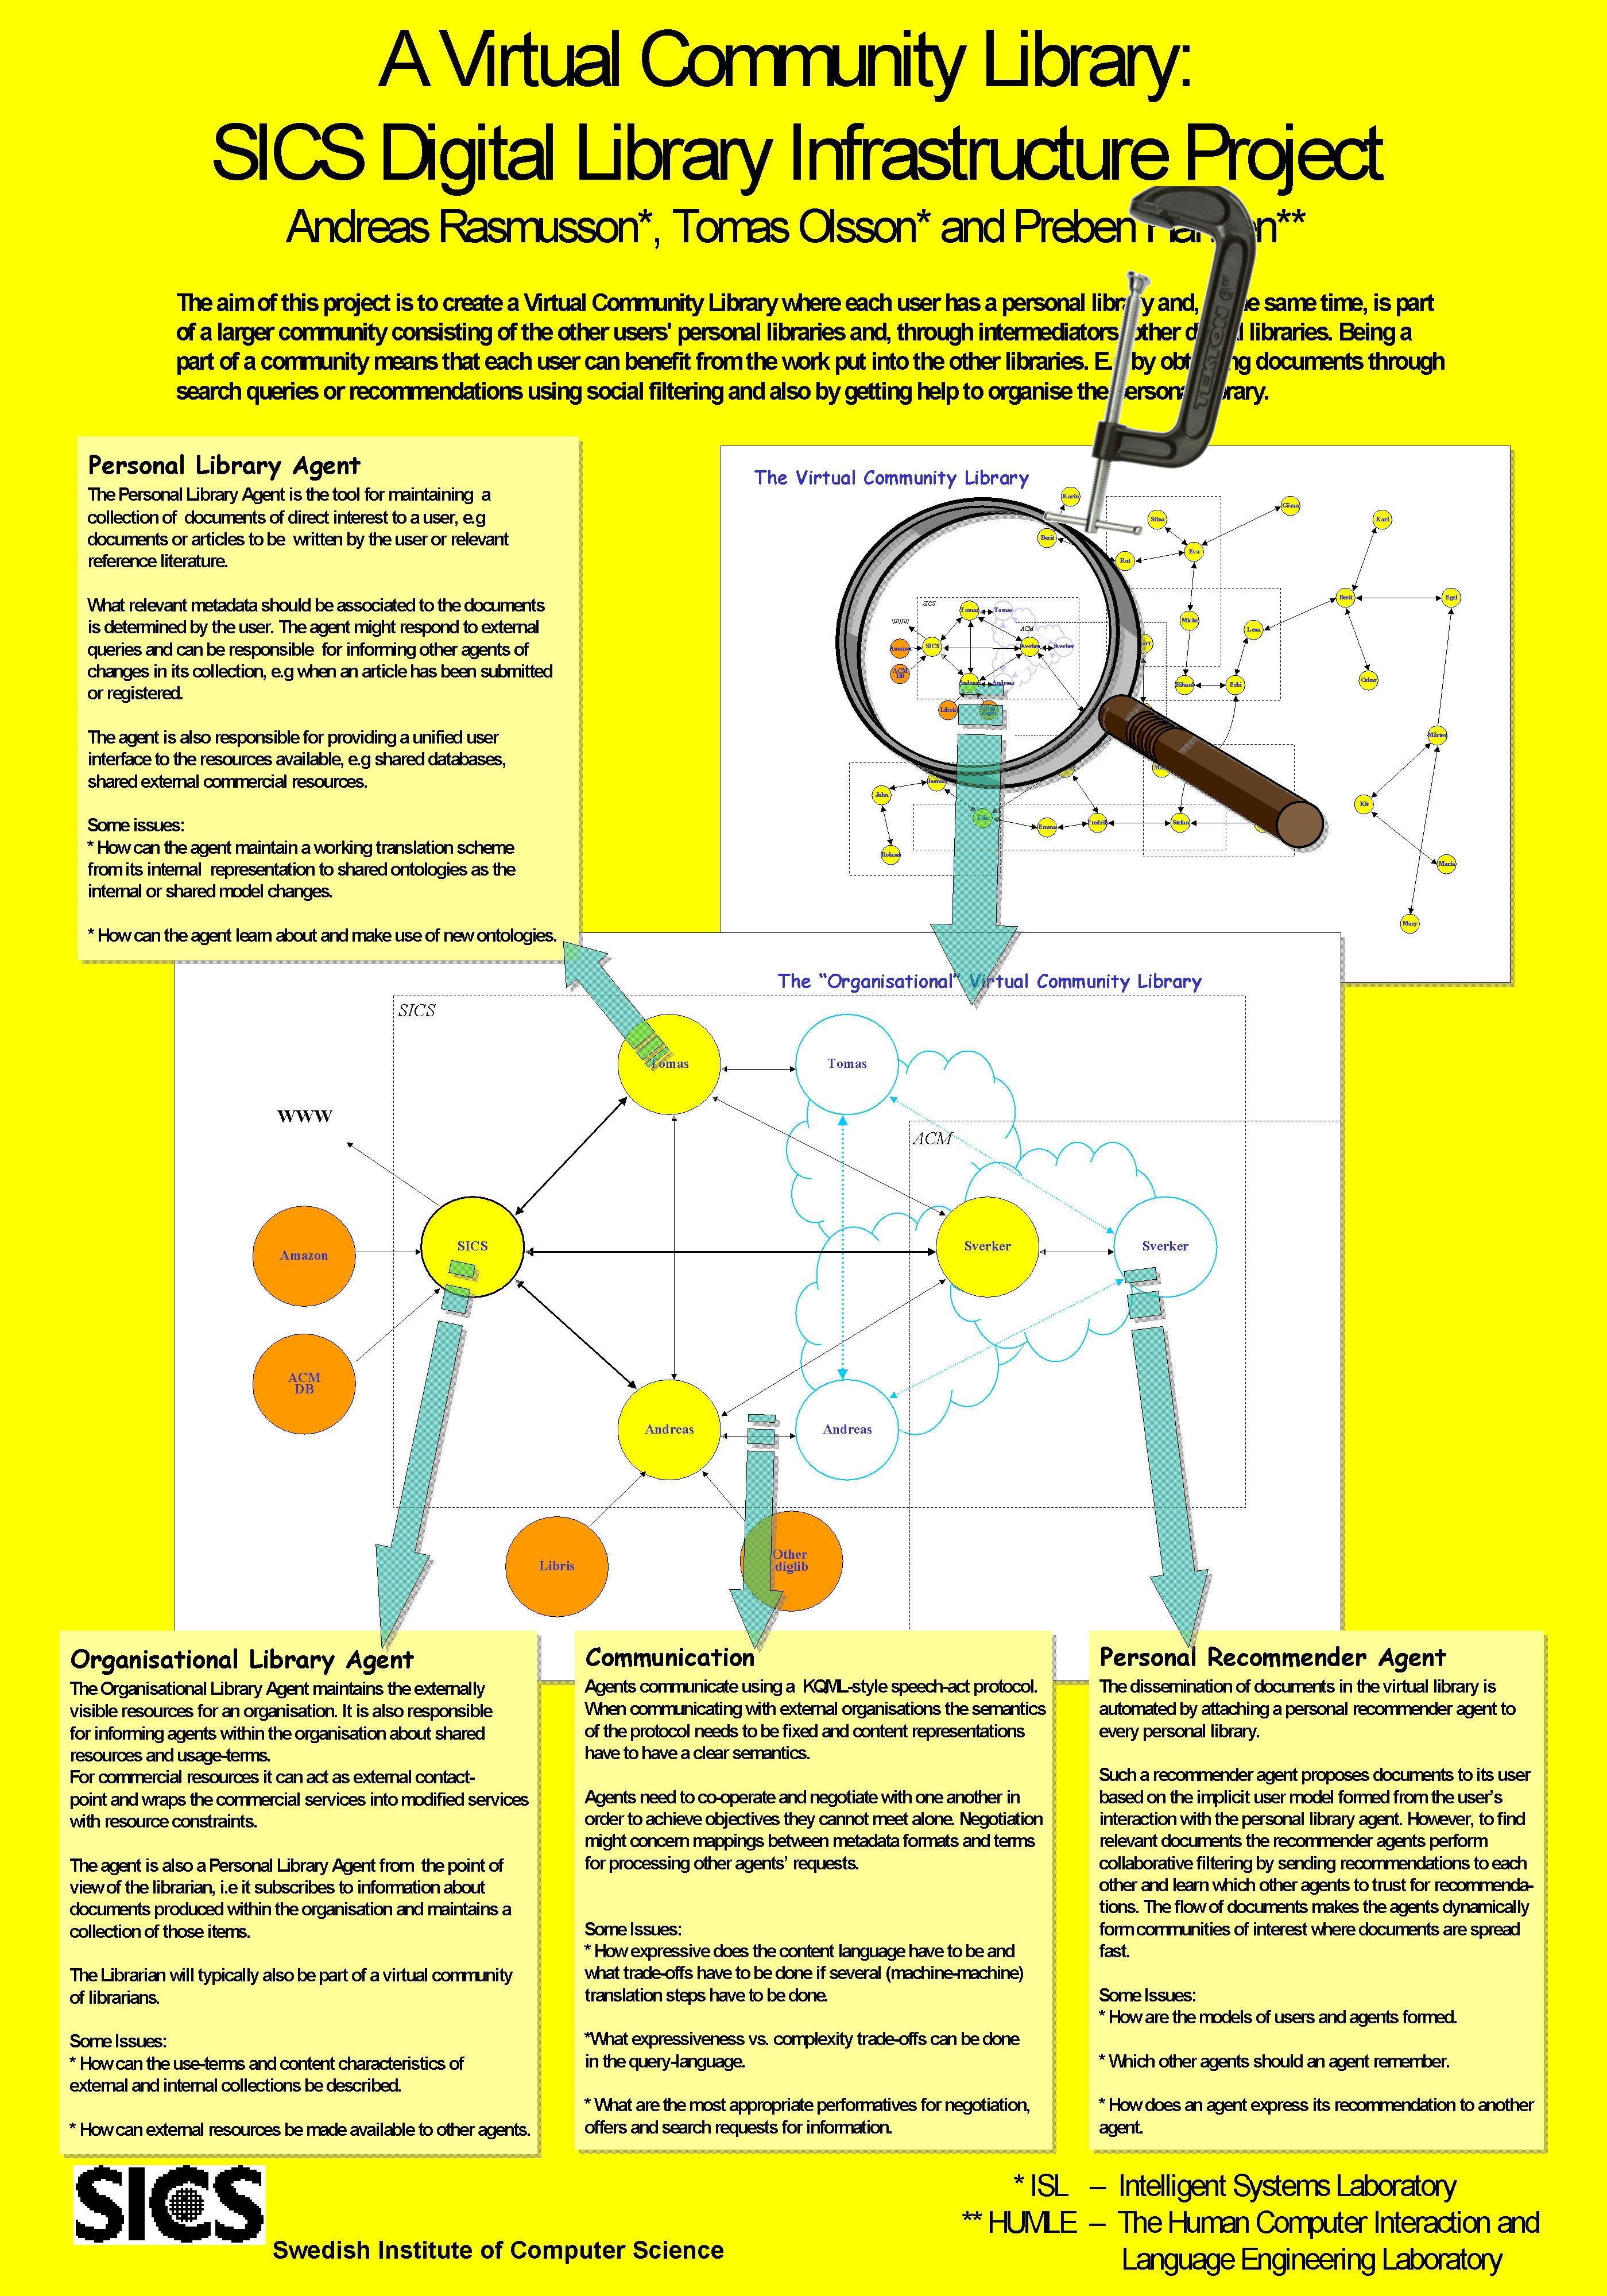 A Virtual Community Library:
SICS Digital Library Infrastructure Project
Andreas Rasmusson*, Tomas Olsson* and Preben
The aim of this project is to create a Virtual Community Library where each user has a personal library and, same time, is part
of a larger community consisting of the other users' personal libraries and, through intermediators other libraries. Being a
part of a community means that each user can benefit from the work put into the other libraries. E. by documents through
search queries or recommendations using social filtering and also by getting help to organise the
Personal Library Agent
The Personal Library Agent is the tool for maintaining a
collection of documents of direct interest to a user, e.g
documents or articles to be written by the user or relevant
reference literature.
What relevant metadata should be associated to the documents
is determined by the user. The agent might respond to external
queries and can be responsible for informing other agents of
changes in its collection, e.g when an article has been submitted
or registered.
The agent is also responsible for providing a unified user
interface to the resources available, e.g shared databases,
shared external commercial resources.
Some issues:
* How can the agent maintain a working translation scheme
from its internal representation to shared ontologies as the
internal or shared model changes.
* How can the agent learn about and make use of new ontologies.
TEKTON 6"
The Virtual Community Library
Karin
Berit
Stina
Göran
Rut
Eva
Karl
Berit
Egel
Micke
Lena
Rikard
Erki
Oskar
Mårten
Kit
Maria
Mary
SICS
Tomas
Tomas
WWW
ACM
Amazon
SICS
Sverker
Sverker
ACM
DB
Andreas
Andreas
Libris
John
Roland
Elin
Emma
Fredrik
Stefan
The “Organisational” Virtual Community Library
SICS
Tomas
Tomas
WWW
ACM
Amazon
SICS
Sverker
Sverker
ACM
DB
Andreas
Andreas
Libris
Other
diglib
Organisational Library Agent
The Organisational Library Agent maintains the externally
visible resources for an organisation. It is also responsible
for informing agents within the organisation about shared
resources and usage-terms.
For commercial resources it can act as external contact-
point and wraps the commercial services into modified services
with resource constraints.
The agent is also a Personal Library Agent from the point of
view of the librarian, i.e it subscribes to information about
documents produced within the organisation and maintains a
collection of those items.
The Librarian will typically also be part of a virtual community
of librarians.
Some Issues:
* How can the use-terms and content characteristics of
external and internal collections be described.
* How can external resources be made available to other agents.
Communication
Agents communicate using a KQML-style speech-act protocol.
When communicating with external organisations the semantics
of the protocol needs to be fixed and content representations
have to have a clear semantics.
Agents need to co-operate and negotiate with one another in
order to achieve objectives they cannot meet alone. Negotiation
might concern mappings between metadata formats and terms
for processing other agents’ requests.
Some Issues:
* How expressive does the content language have to be and
what trade-offs have to be done if several (machine-machine)
translation steps have to be done.
*What expressiveness vs. complexity trade-offs can be done
in the query-language.
* What are the most appropriate performatives for negotiation,
offers and search requests for information.
Personal Recommender Agent
The dissemination of documents in the virtual library is
automated by attaching a personal recommender agent to
every personal library.
Such a recommender agent proposes documents to its user
based on the implicit user model formed from the user’s
interaction with the personal library agent. However, to find
relevant documents the recommender agents perform
collaborative filtering by sending recommendations to each
other and learn which other agents to trust for recommenda-
tions. The flow of documents makes the agents dynamically
form communities of interest where documents are spread
fast.
Some Issues:
* How are the models of users and agents formed.
* Which other agents should an agent remember.
* How does an agent express its recommendation to another
agent.
SICS
Swedish Institute of Computer Science
* ISL – Intelligent Systems Laboratory
** HUMLE – The Human Computer Interaction and
Language Engineering Laboratory